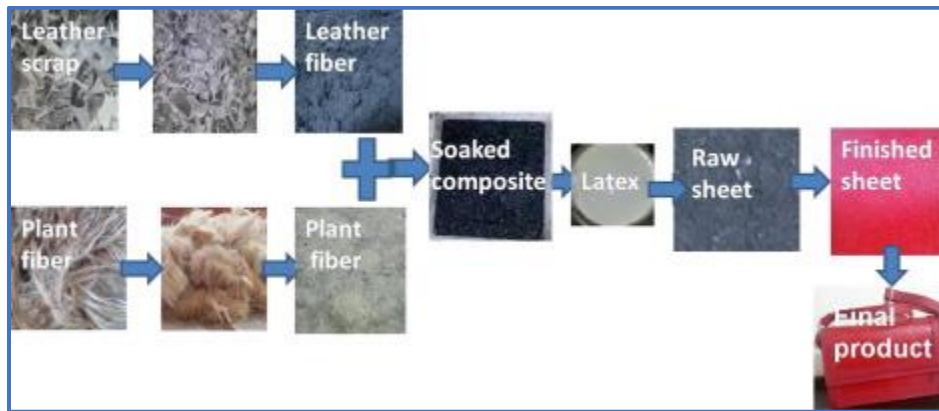 Leather
scrap
Leather
fiber
Soaked
composite
Latex
Raw
sheet
Finished
sheet
Plant
fiber
Plant
fiber
Final
product